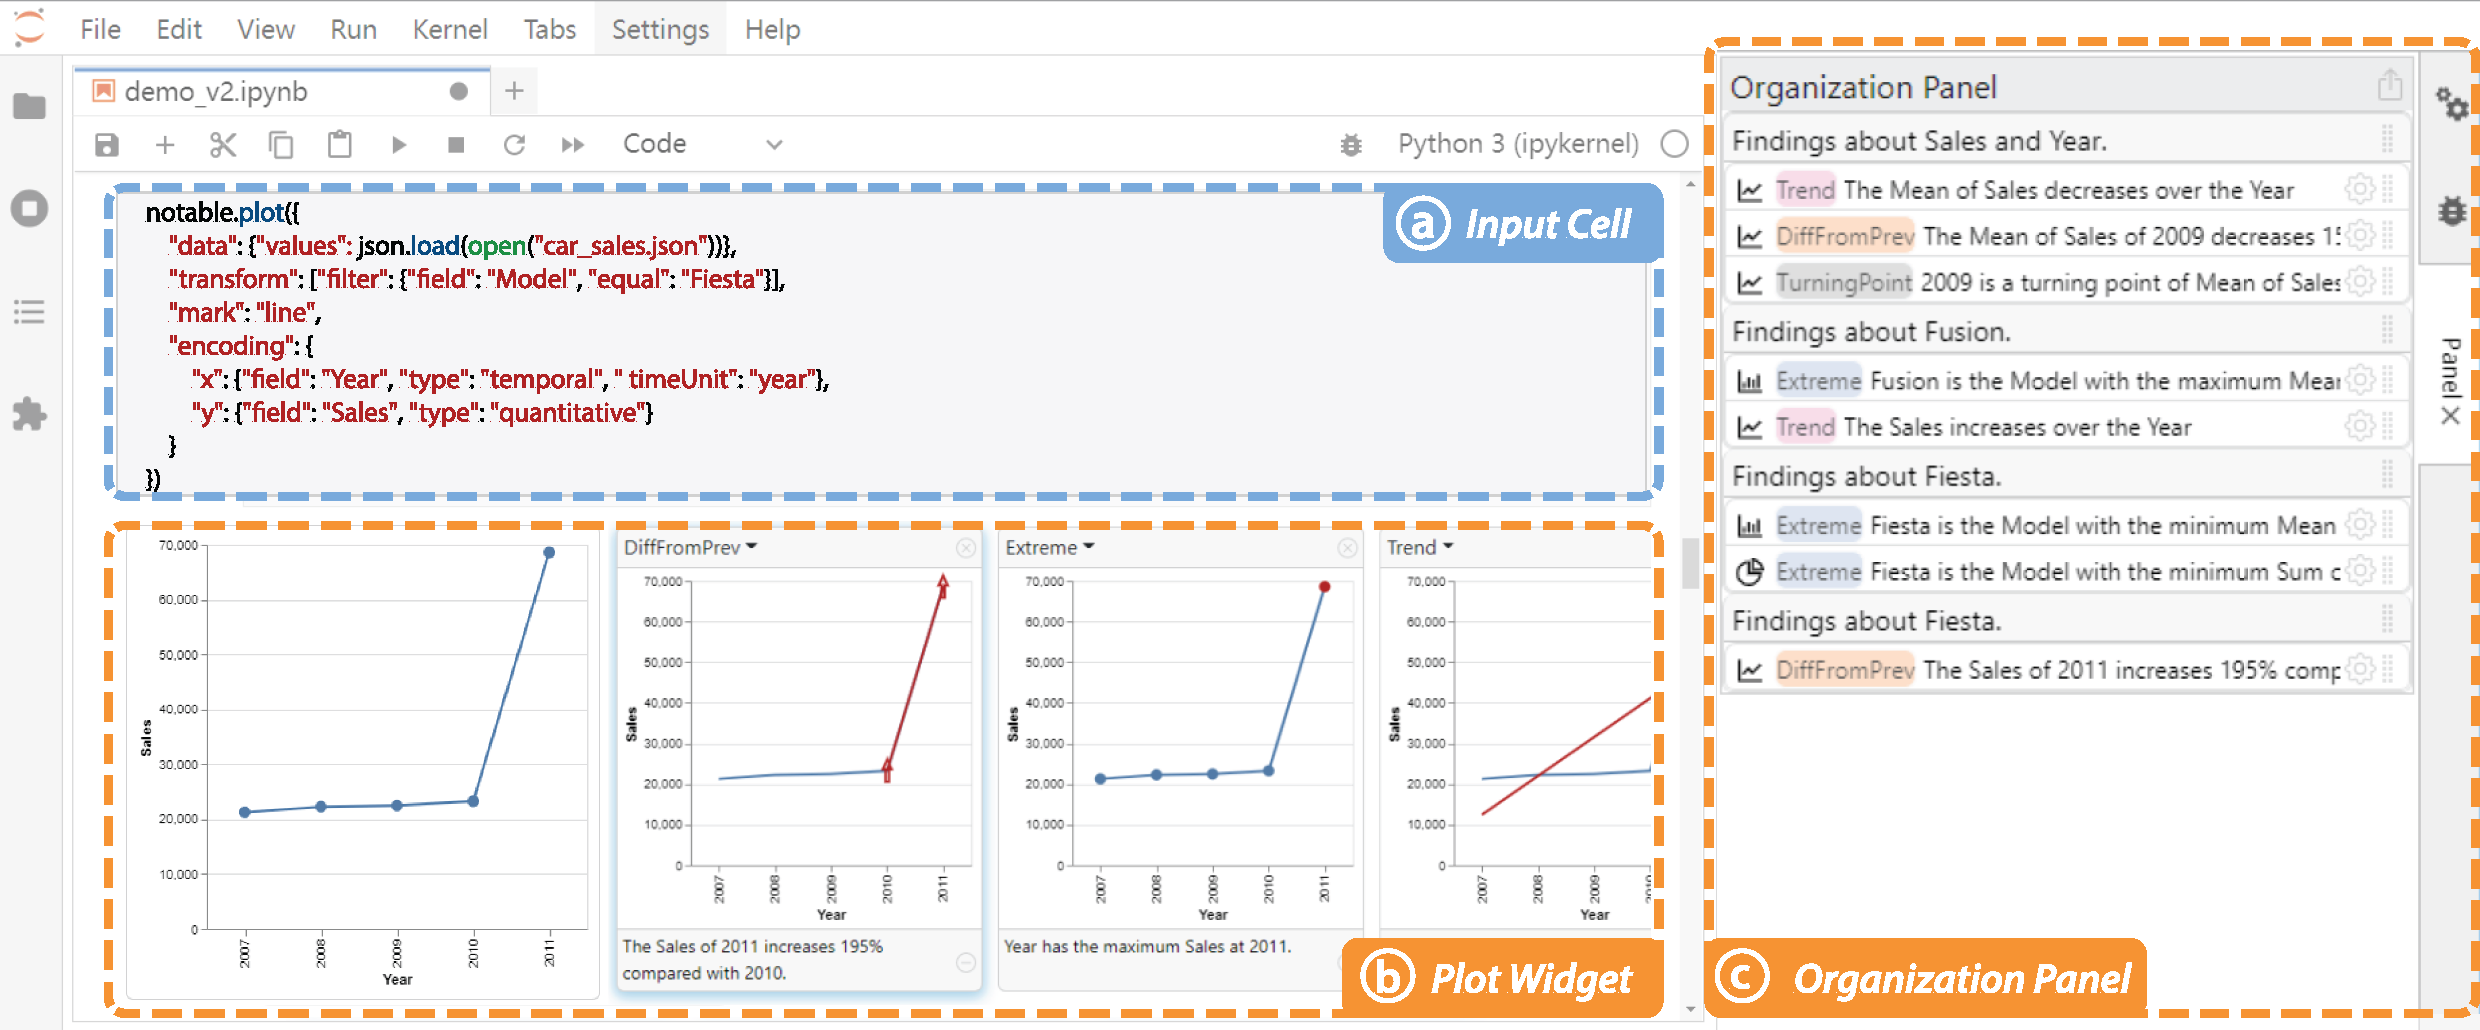 File Edit View Run Kernel Tabs Settings Help
demo_v2.ipynb
Code
Python 3 (ipykernel)
notable.plot({
"data": {"values": json.load(open("car_sales.json"))},
"transform": ["filter": {"field": "Model", "equal": "Fiesta"}],
"mark": "line",
"encoding": {
"x": {"field": "Year", "type": "temporal", " timeUnit": "year"},
"y": {"field": "Sales", "type": "quantitative"}
}
})
a Input Cell
70,000
60,000
50,000
40,000
30,000
20,000
10,000
0
Sales
2007 2008 2009 2010 2011
Year
DiffFromPrev
70,000
60,000
50,000
40,000
30,000
20,000
10,000
0
Sales
2007 2008 2009 2010 2011
Year
The Sales of 2011 increases 195%
compared with 2010.
Extreme
70,000
60,000
50,000
40,000
30,000
20,000
10,000
0
Sales
2007 2008 2009 2010 2011
Year
Year has the maximum Sales at 2011.
Trend
70,000
60,000
50,000
40,000
30,000
20,000
10,000
0
Sales
2007 2008 2009
Year
b Plot Widget
Organization Panel
Findings about Sales and Year.
Trend The Mean of Sales decreases over the Year
DiffFromPrev The Mean of Sales of 2009 decreases
TurningPoint 2009 is a turning point of Mean of Sales
Findings about Fusion.
Extreme Fusion is the Model with the maximum
Trend The Sales increases over the Year
Findings about Fiesta.
Extreme Fiesta is the Model with the minimum Mean
Extreme Fiesta is the Model with the minimum Sum
Findings about Fiesta.
DiffFromPrev The Sales of 2011 increases 195%
Panel
c Organization Panel